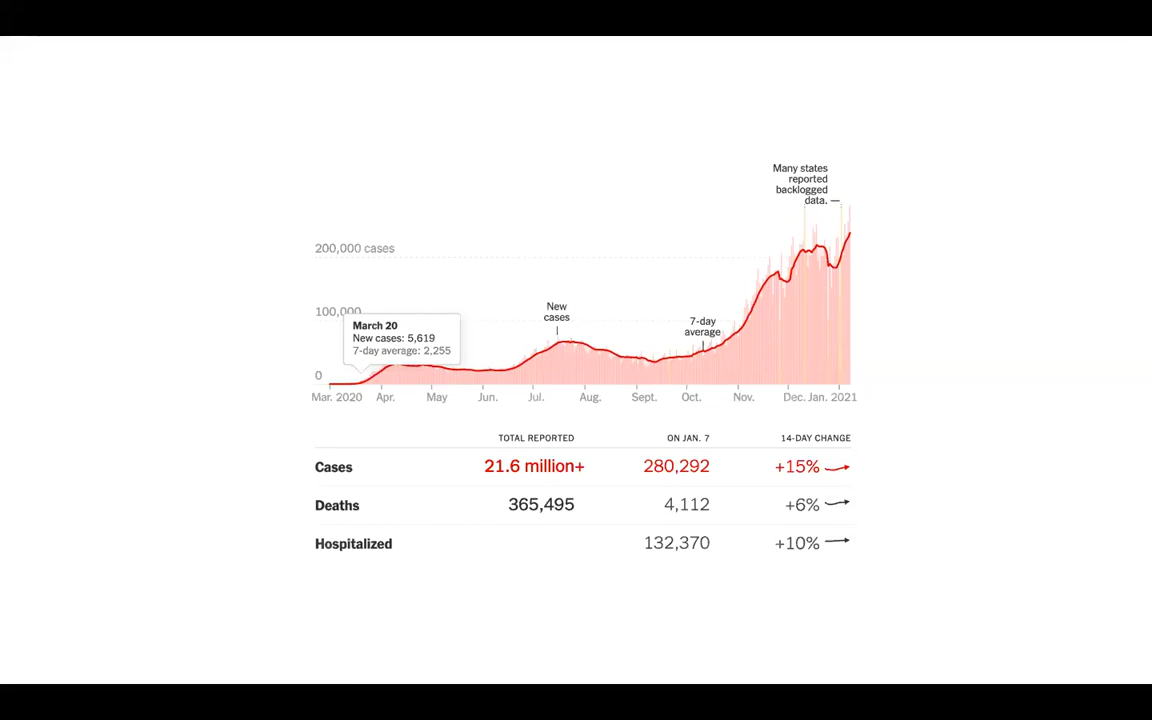 Many states
reported
backlogged
data.
200,000 cases
New
cases
100,000
March 20
New cases: 5,619
7-day average: 2,255
7-day
average
0
Mar. 2020 Apr. May Jun. Jul. Aug. Sept. Oct. Nov. Dec. Jan. 2021
TOTAL REPORTED ON JAN. 7 14-DAY CHANGE
Cases 21.6 million+ 280,292 +15%
Deaths 365,495 4,112 +6%
Hospitalized 132,370 +10%